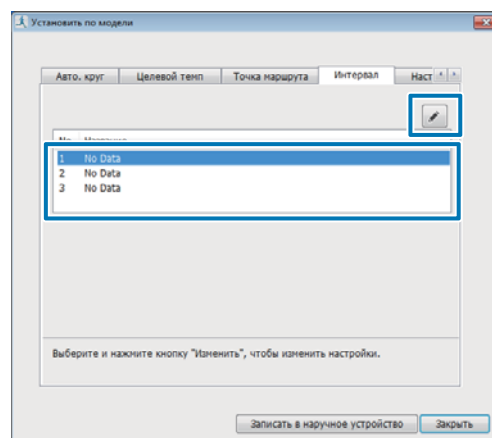 Установить по модели
Авто. круг Целевой темп Точка маршрута Интервал Наст
1 No Data
2 No Data
3 No Data
Выберите и нажмите кнопку "Изменить", чтобы изменить настройки.
Записать в наручное устройство Закрыть